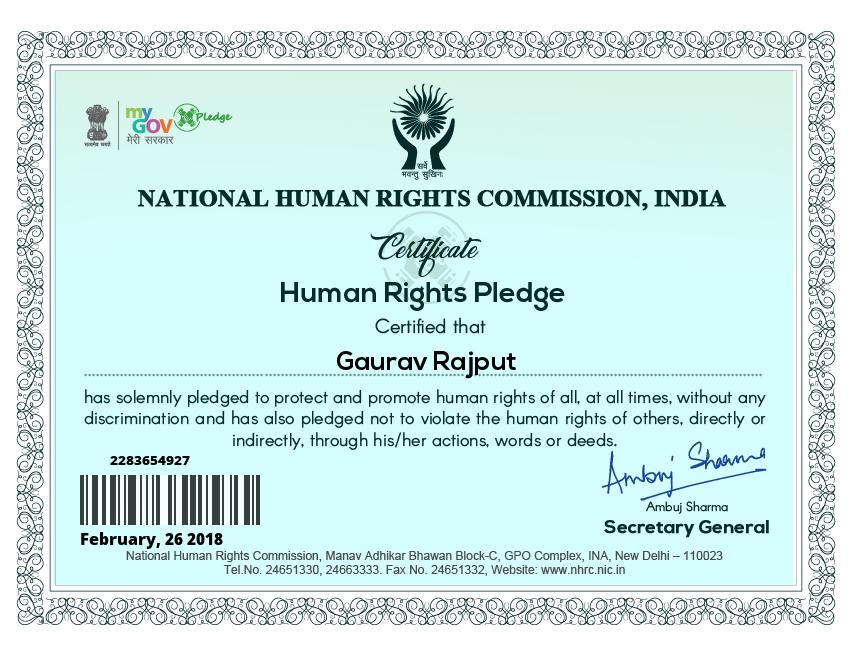 सत्यमेव जयते
my
GOV
मेरी सरकार
Pledge
सर्वे
भवन्तु सुखिनः
NATIONAL HUMAN RIGHTS COMMISSION, INDIA
Certificate
Human Rights Pledge
Certified that
Gaurav Rajput
has solemnly pledged to protect and promote human rights of all, at all times, without any
discrimination and has also pledged not to violate the human rights of others, directly or
indirectly, through his/her actions, words or deeds.
2283654927
February, 26 2018
Ambuj Sharma
Ambuj Sharma
Secretary General
National Human Rights Commission, Manav Adhikar Bhawan Block-C, GPO Complex, INA, New Delhi – 110023
Tel.No. 24651330, 24663333. Fax No. 24651332, Website: www.nhrc.nic.in